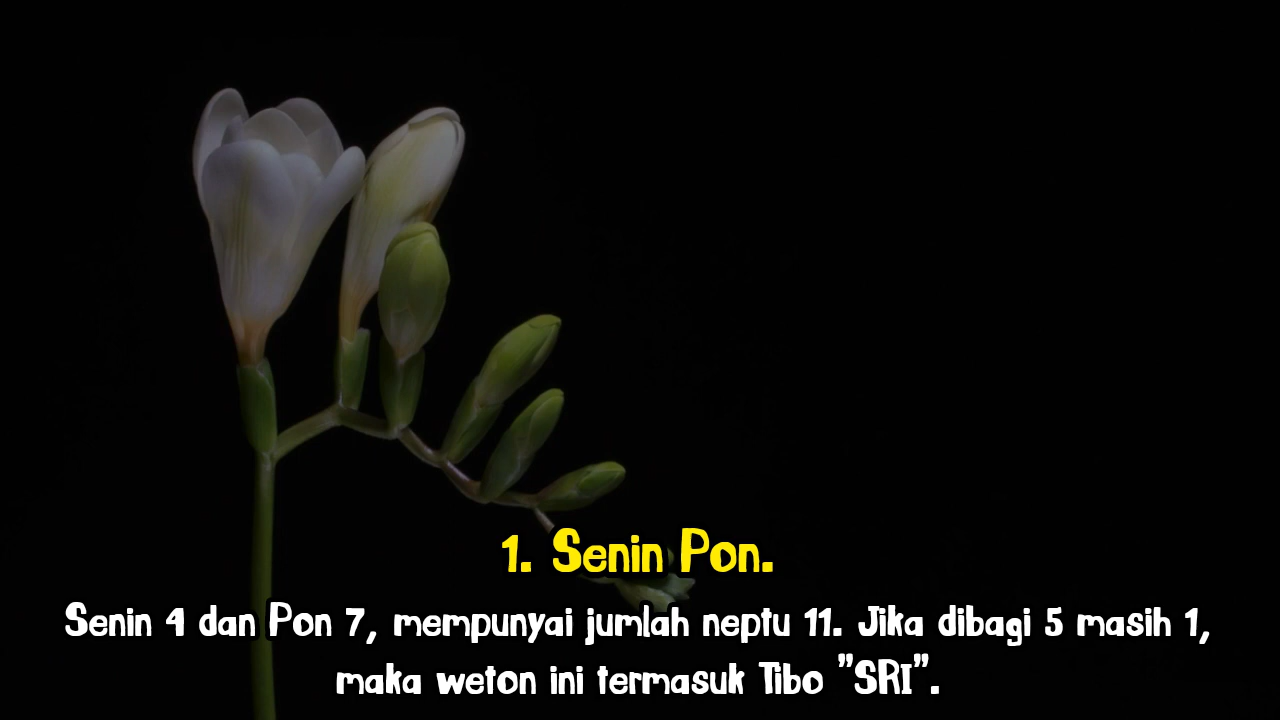 1. Senin Pon.
Senin 4 dan Pon 7, mempunyai jumlah neptu 11. Jika dibagi 5 masih 1,
maka weton ini termasuk Tibo "SRI".